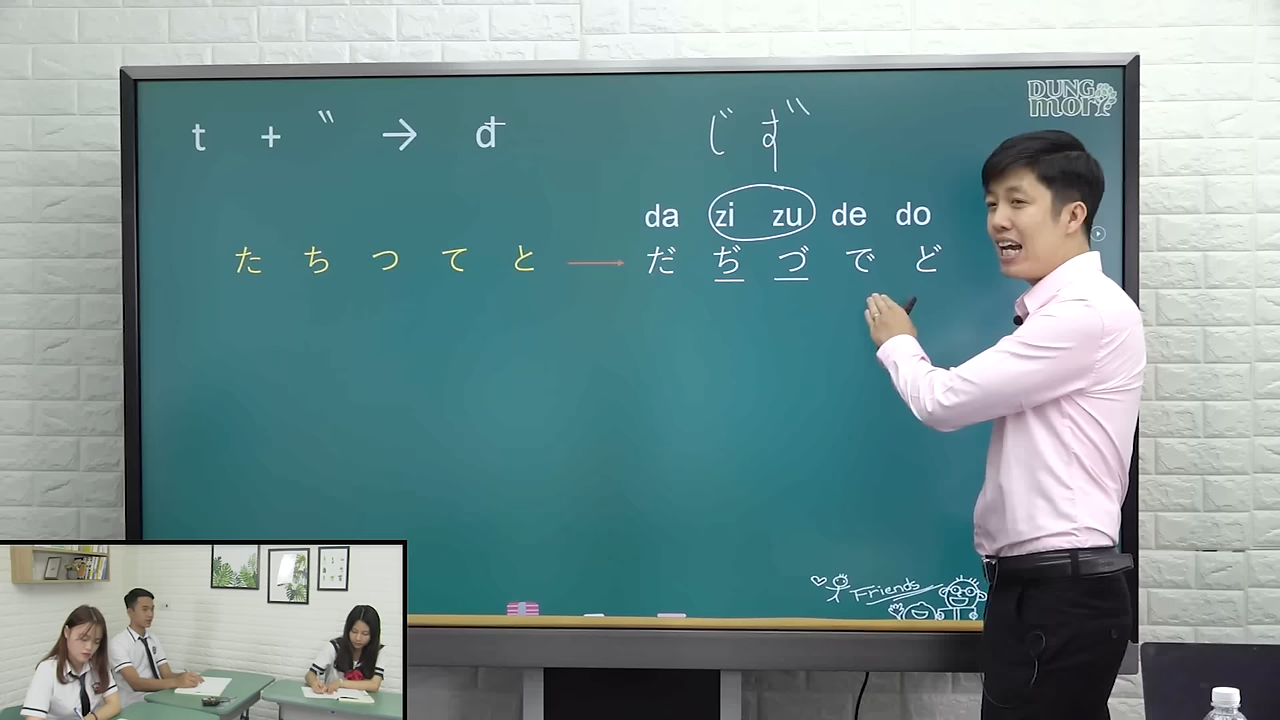 DUNG
mori
t + ゛ → đ
じ ず
da zi zu de do
た ち つ て と → だ ぢ づ で ど
Friends